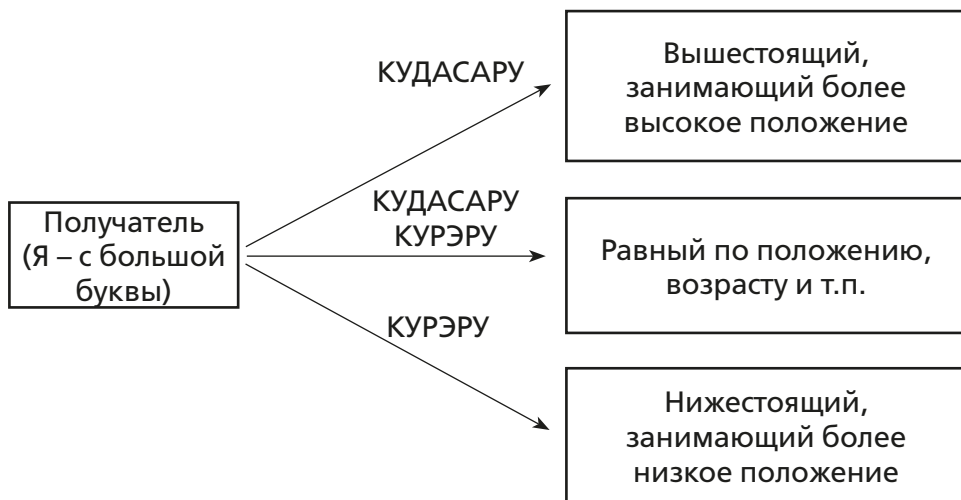 КУДАСАРУ
Вышестоящий,
занимающий более
высокое положение
Получатель
(Я – с большой
буквы)
КУДАСАРУ
КУРЭРУ
Равный по положению,
возрасту и т.п.
КУРЭРУ
Нижестоящий,
занимающий более
низкое положение